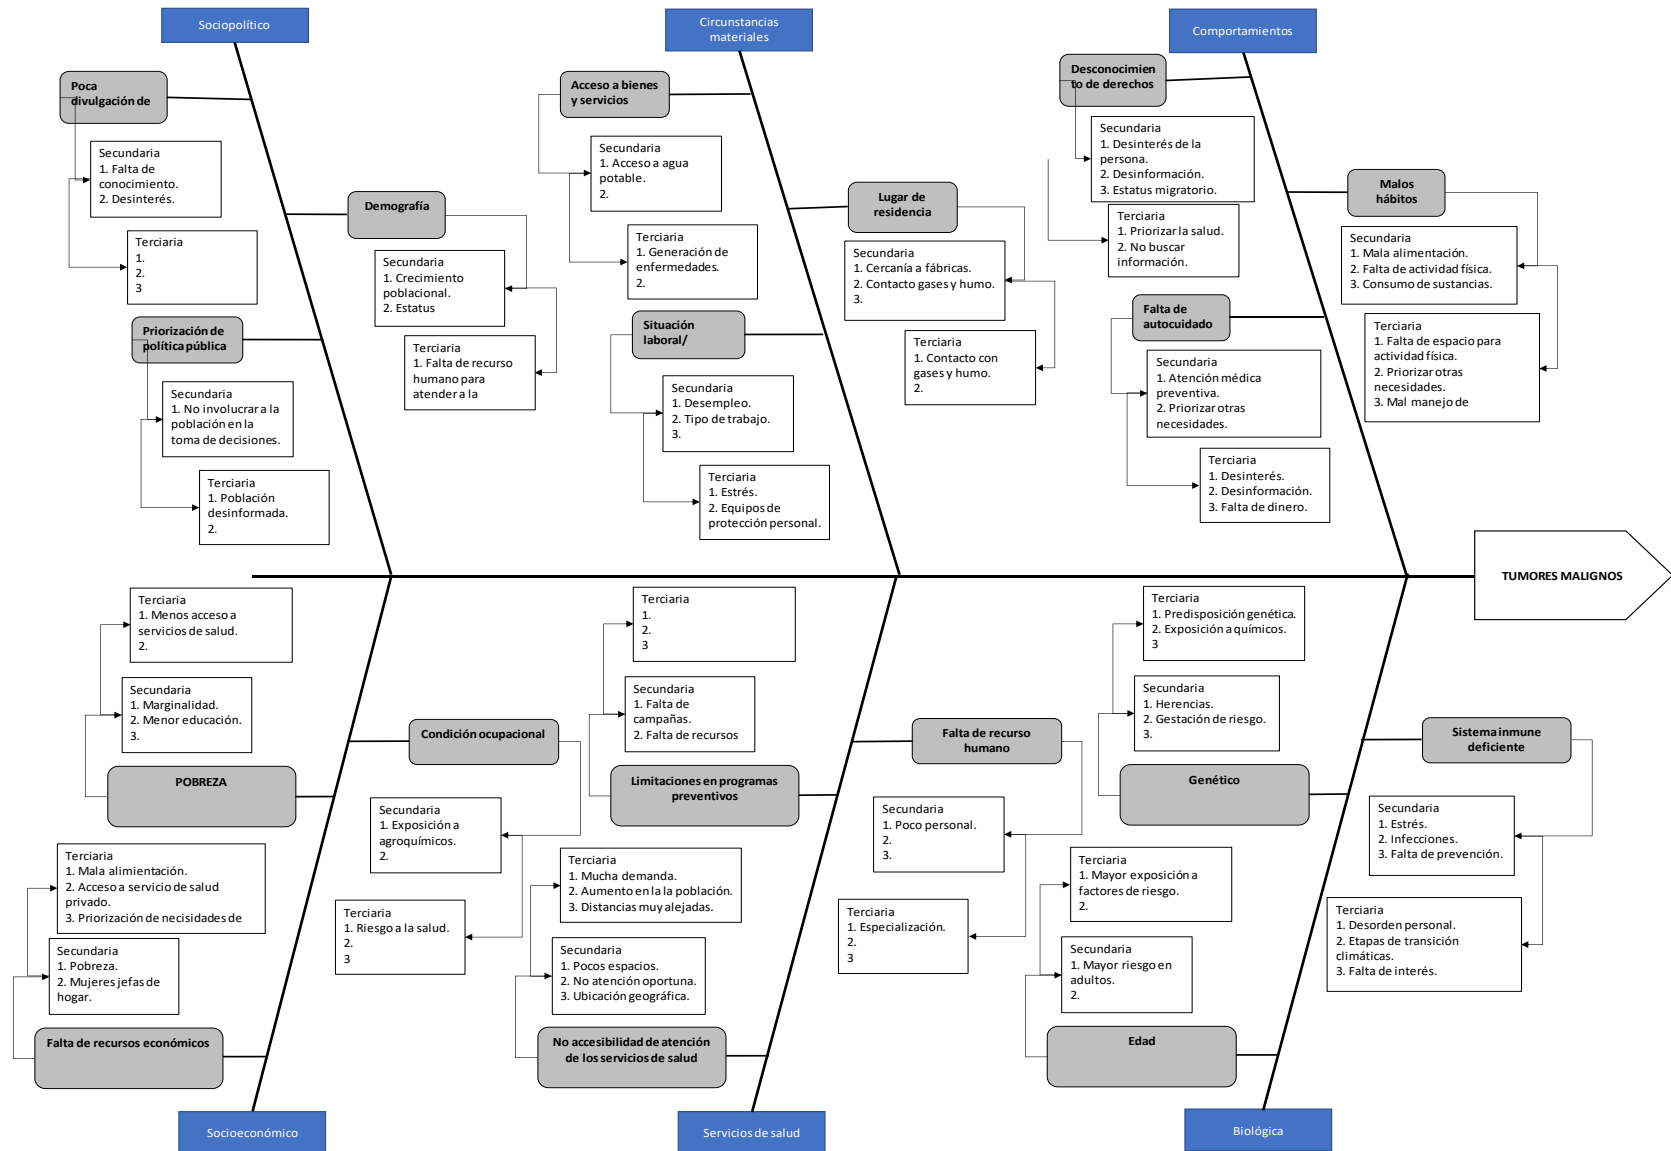 Sociopolítico
Circunstancias
materiales
Comportamientos
Poca
divulgación de
Secundaria
1. Falta de
conocimiento.
2. Desinterés.
Terciaria
1.
2.
3
Demografía
Secundaria
1. Crecimiento
poblacional.
2. Estatus
Terciaria
1. Falta de recurso
humano para
atender a la
Priorización de
política pública
Secundaria
1. No involucrar a la
población en la
toma de decisiones.
Terciaria
1. Población
desinformada.
2.
Acceso a bienes
y servicios
Secundaria
1. Acceso a agua
potable.
2.
Terciaria
1. Generación de
enfermedades.
2.
Lugar de
residencia
Secundaria
1. Cercanía a fábricas.
2. Contacto gases y humo.
3.
Terciaria
1. Contacto con
gases y humo.
2.
Situación
laboral/
Secundaria
1. Desempleo.
2. Tipo de trabajo.
3.
Terciaria
1. Estrés.
2. Equipos de
protección personal.
Desconocimien
to de derechos
Secundaria
1. Desinterés de la
persona.
2. Desinformación.
3. Estatus migratorio.
Terciaria
1. Priorizar la salud.
2. No buscar
información.
Malos
hábitos
Secundaria
1. Mala alimentación.
2. Falta de actividad física.
3. Consumo de sustancias.
Terciaria
1. Falta de espacio para
actividad física.
2. Priorizar otras
necesidades.
3. Mal manejo de
Falta de
autocuidado
Secundaria
1. Atención médica
preventiva.
2. Priorizar otras
necesidades.
Terciaria
1. Desinterés.
2. Desinformación.
3. Falta de dinero.
TUMORES MALIGNOS
Terciaria
1. Menos acceso a
servicios de salud.
2.
Secundaria
1. Marginalidad.
2. Menor educación.
3.
POBREZA
Condición ocupacional
Secundaria
1. Exposición a
agroquímicos.
2.
Terciaria
1. Riesgo a la salud.
2.
3
Terciaria
1. Mala alimentación.
2. Acceso a servicio de salud
privado.
3. Priorización de necisidades de
Secundaria
1. Pobreza.
2. Mujeres jefas de
hogar.
Falta de recursos económicos
Terciaria
1.
2.
3
Secundaria
1. Falta de
campañas.
2. Falta de recursos
Limitaciones en programas
preventivos
Falta de recurso
humano
Secundaria
1. Poco personal.
2.
3.
Terciaria
1. Especialización.
2.
3
Terciaria
1. Mucha demanda.
2. Aumento en la la población.
3. Distancias muy alejadas.
Secundaria
1. Pocos espacios.
2. No atención oportuna.
3. Ubicación geográfica.
No accesibilidad de atención
de los servicios de salud
Terciaria
1. Predisposición genética.
2. Exposición a químicos.
3
Secundaria
1. Herencias.
2. Gestación de riesgo.
3.
Genético
Sistema inmune
deficiente
Secundaria
1. Estrés.
2. Infecciones.
3. Falta de prevención.
Terciaria
1. Desorden personal.
2. Etapas de transición
climáticas.
3. Falta de interés.
Terciaria
1. Mayor exposición a
factores de riesgo.
2.
Secundaria
1. Mayor riesgo en
adultos.
2.
Edad
Socioeconómico
Servicios de salud
Biológica